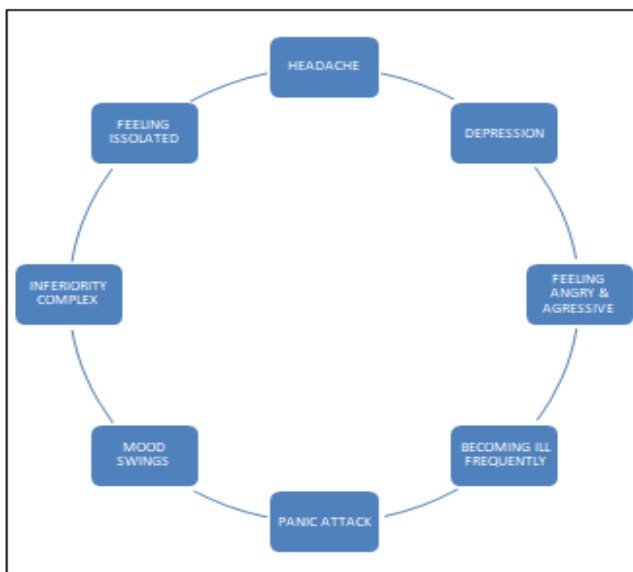 HEADACHE
DEPRESSION
FEELING
ANGRY &
AGRESSIVE
BECOMING ILL
FREQUENTLY
PANIC ATTACK
MOOD
SWINGS
INFERIORITY
COMPLEX
FEELING
ISSOLATED